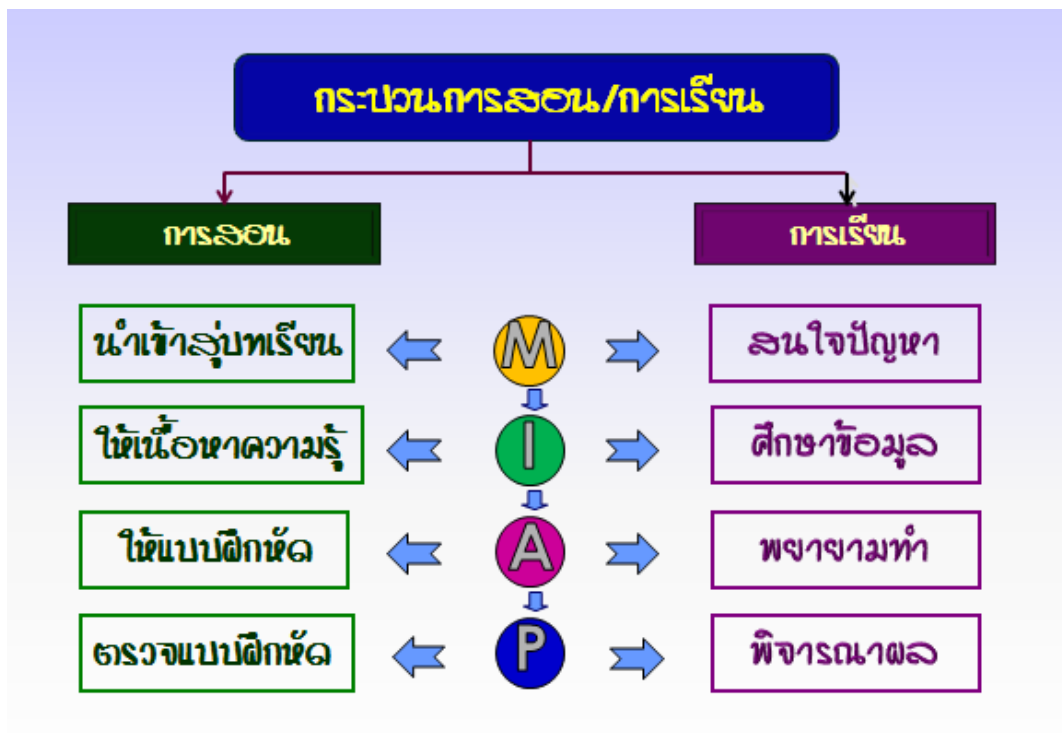 กระบวนการสอน/การเรียน
การสอน
การเรียน
นำเข้าสู่บทเรียน
M
สนใจปัญหา
ให้เนื้อหาความรู้
I
ศึกษาข้อมูล
ให้แบบฝึกหัด
A
พยายามทำ
ตรวจแบบฝึกหัด
P
พิจารณาผล